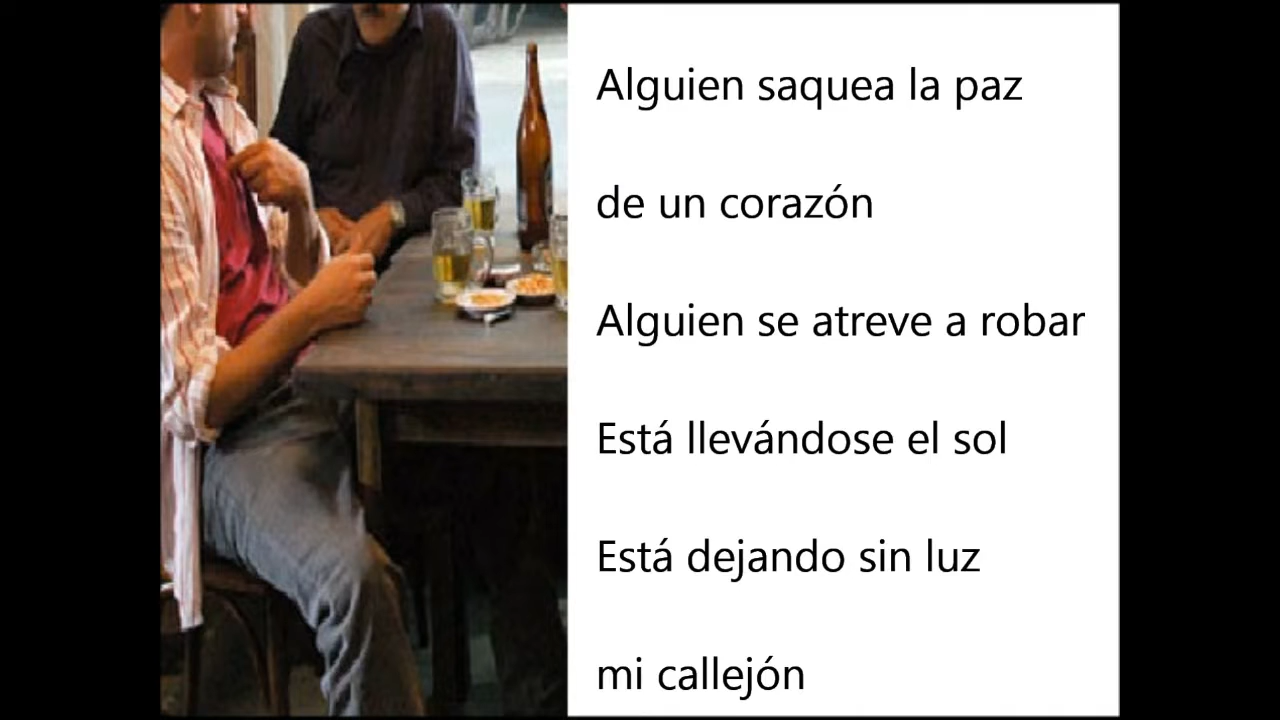 Alguien saquea la paz
de un corazón
Alguien se atreve a robar
Está llevándose el sol
Está dejando sin luz
mi callejón